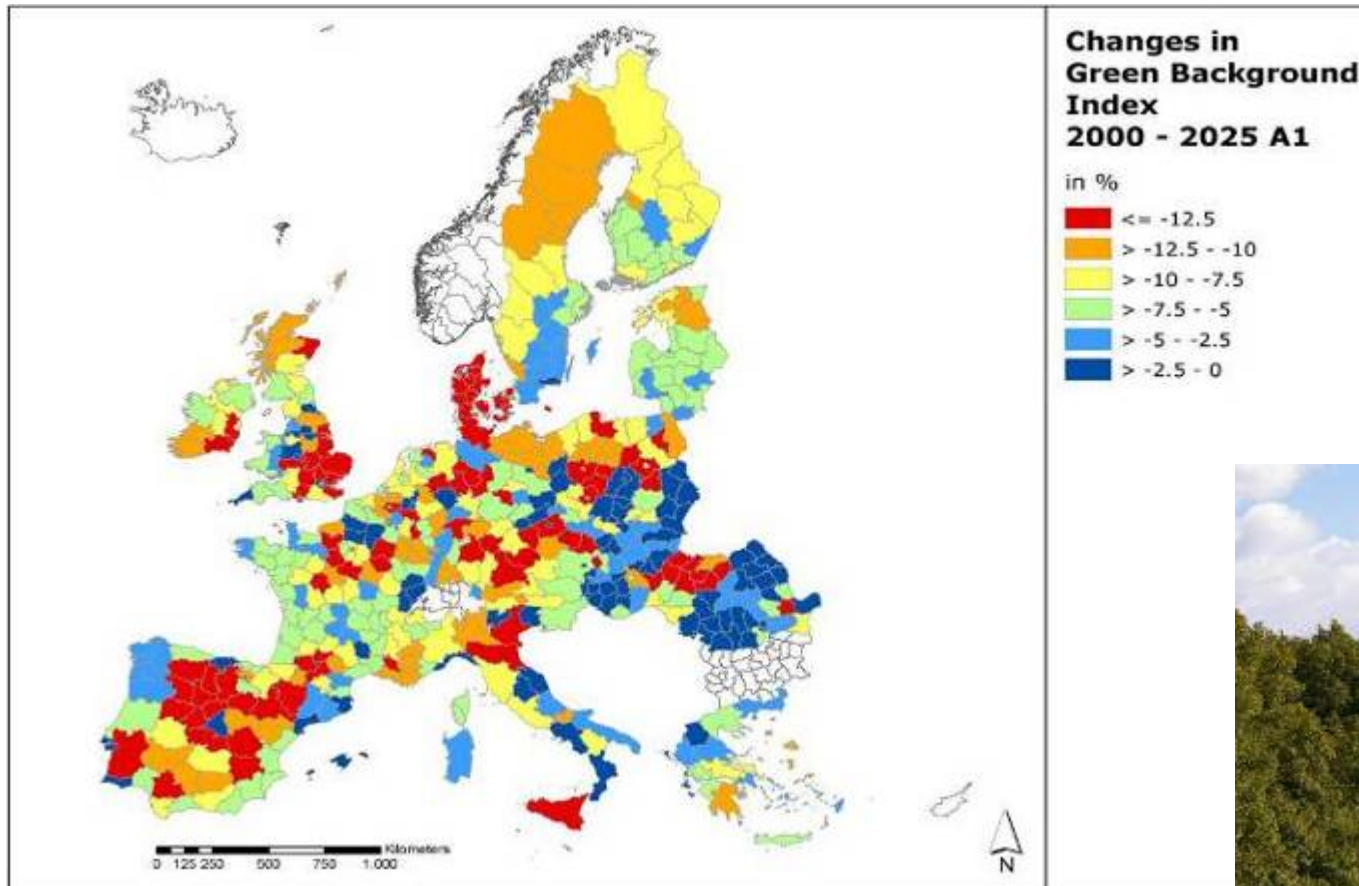 Changes in
Green Background
Index
2000 - 2025 A1
in %
<= -12.5
> -12.5 - -10
> -10 - -7.5
> -7.5 - -5
> -5 - -2.5
> -2.5 - 0
Kilometers
0 125 250 500 750 1.000
N